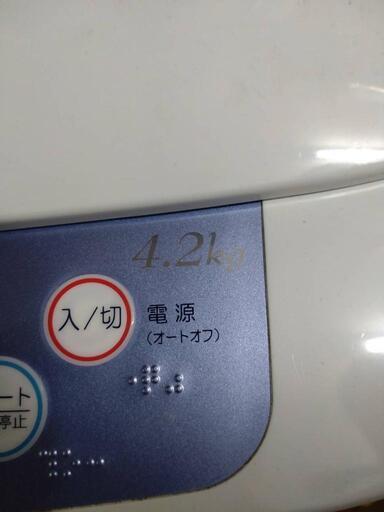 4.2kg
入/切 電源
(オートオフ)
ート
停止